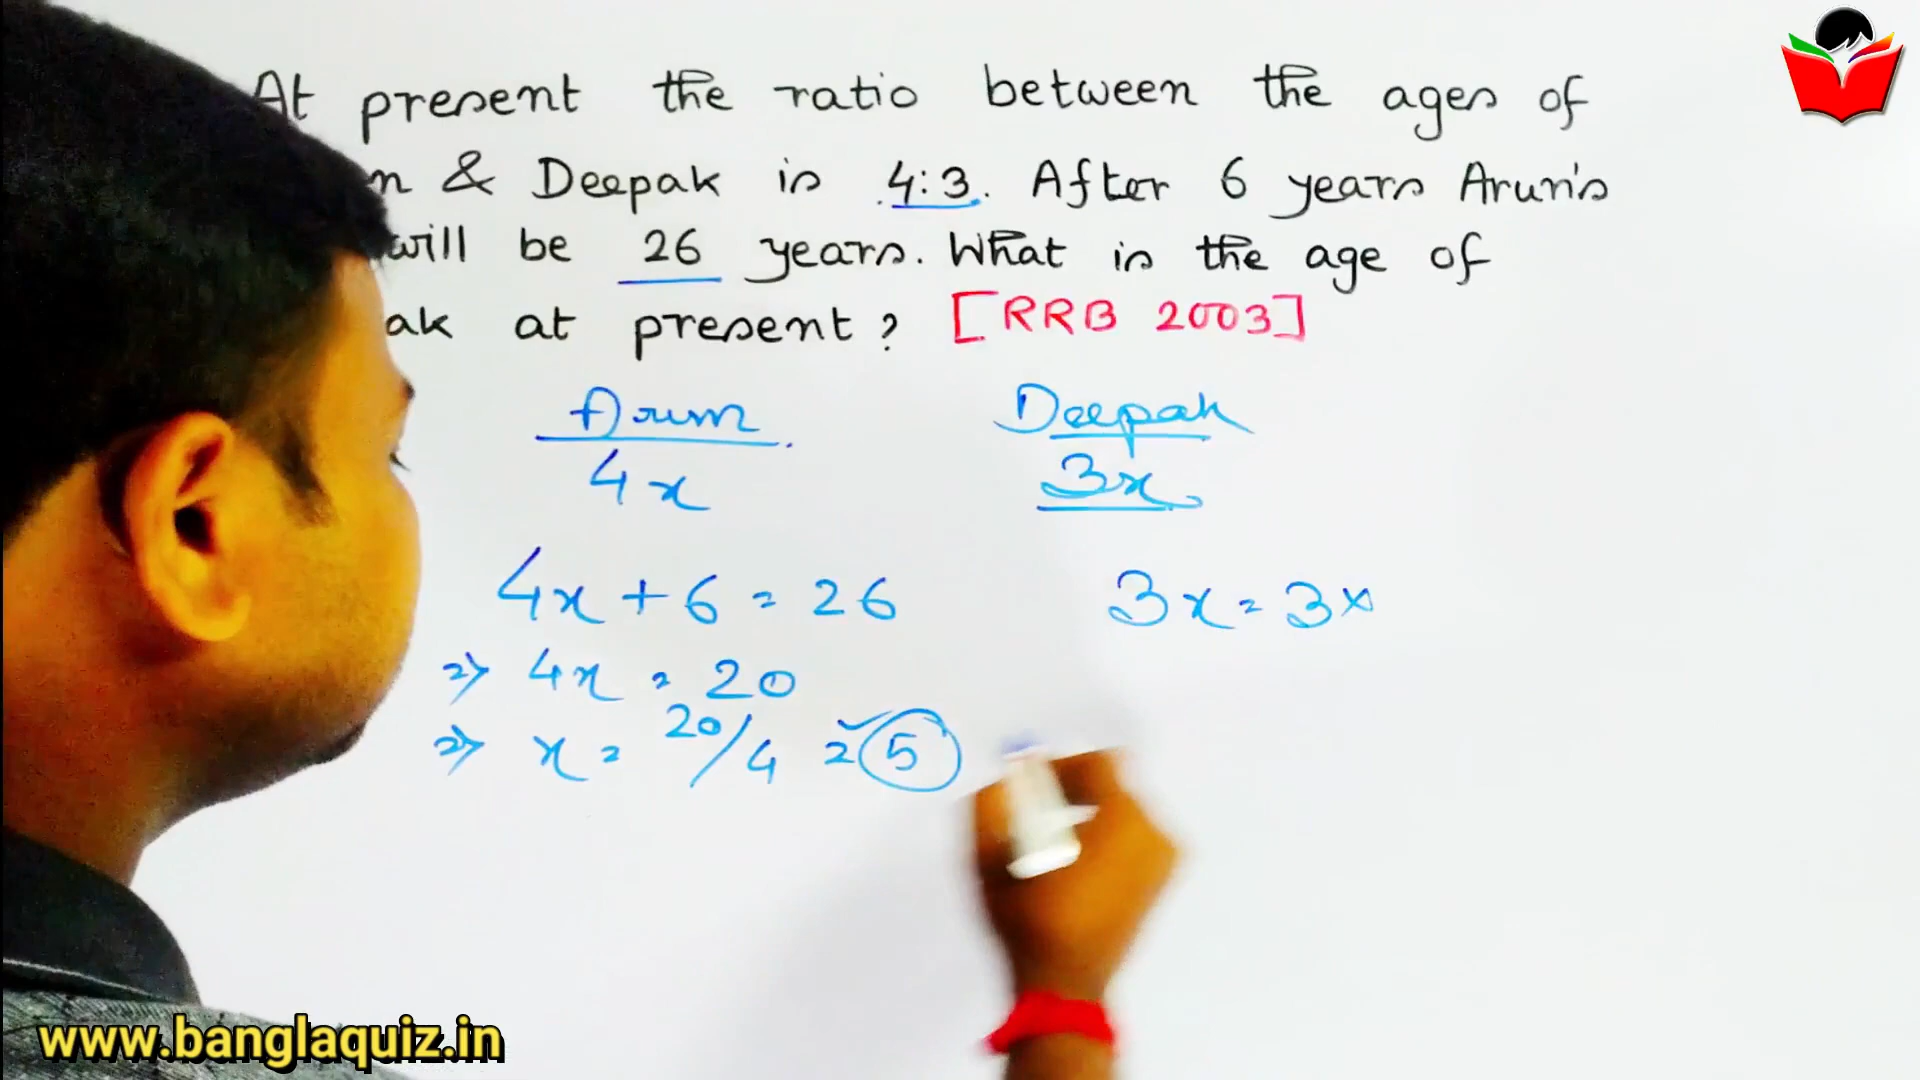 At present the ratio between the ages of
n & Deepak is 4:3. After 6 years Arun's
will be 26 years. What is the age of
ak at present? [RRB 2003]
Arun Deepak
4x 3x
4x + 6 = 26 3x = 3×
⇒ 4x = 20
⇒ x = 20/4 = 5
www.banglaquiz.in